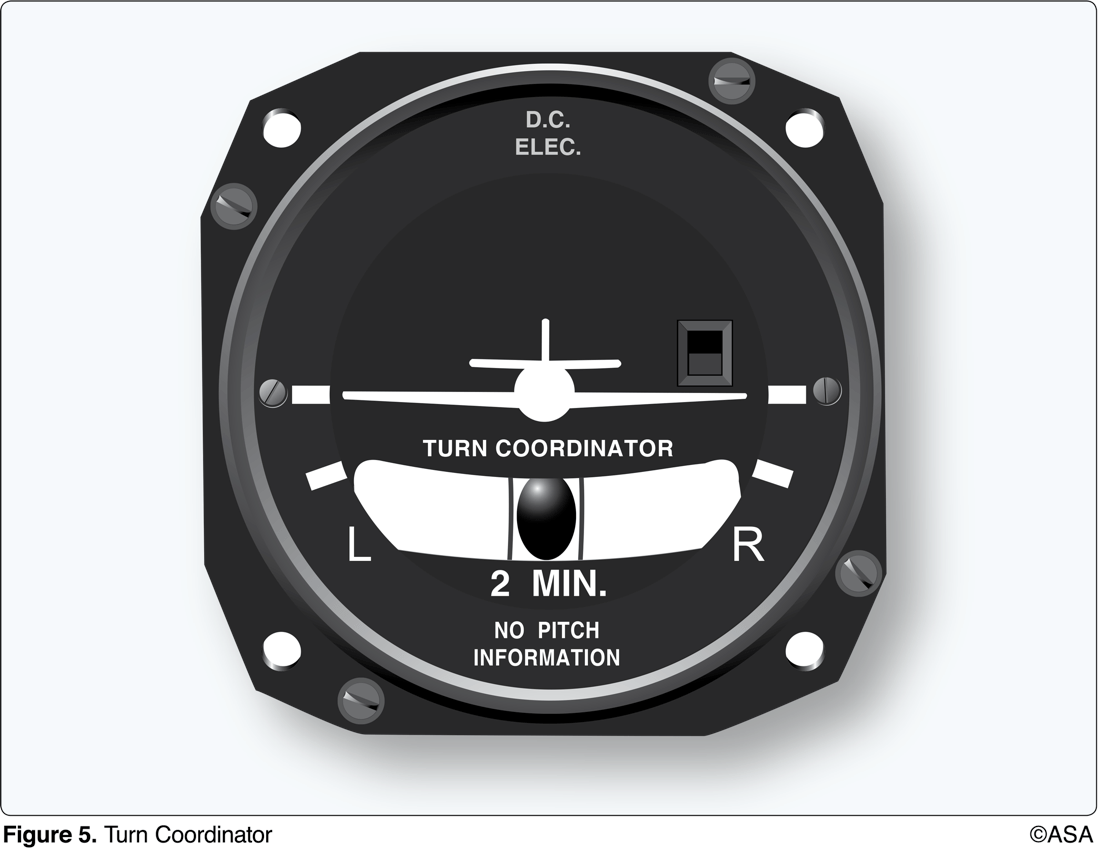 D.C.
ELEC.
TURN COORDINATOR
L R
2 MIN.
NO PITCH
INFORMATION
Figure 5. Turn Coordinator ©ASA